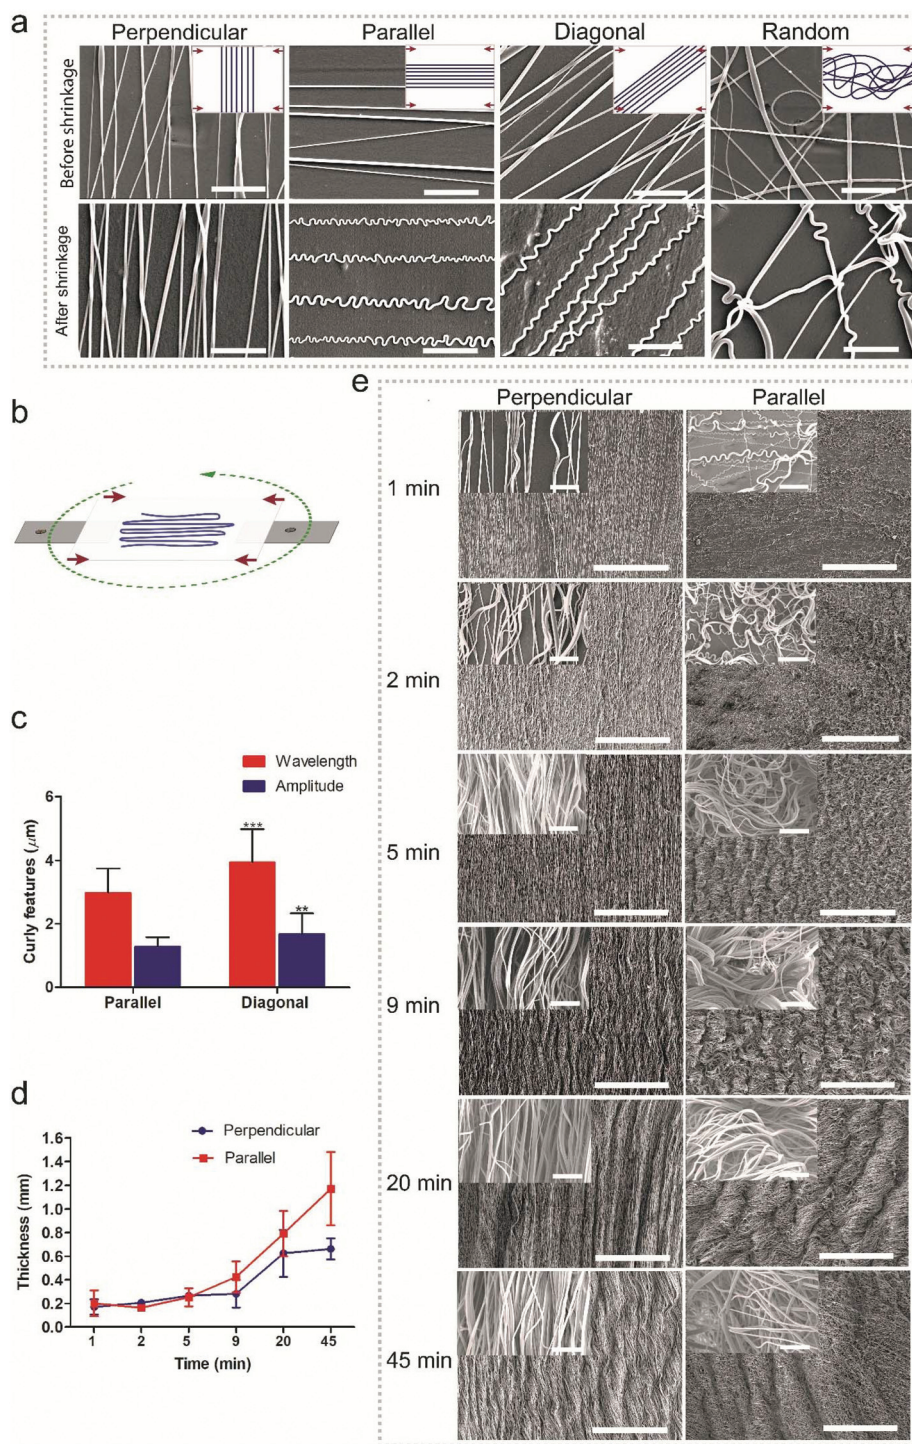 a
Perpendicular Parallel Diagonal Random
Before shrinkage
After shrinkage
b
c
Wavelength
Amplitude
Curly features (μm)
6
4
2
0
***
**
Parallel Diagonal
d
Perpendicular
Parallel
Thickness (mm)
1.6
1.4
1.2
1.0
0.8
0.6
0.4
0.2
0.0
1 2 5 9 20 45
Time (min)
e
Perpendicular Parallel
1 min
2 min
5 min
9 min
20 min
45 min